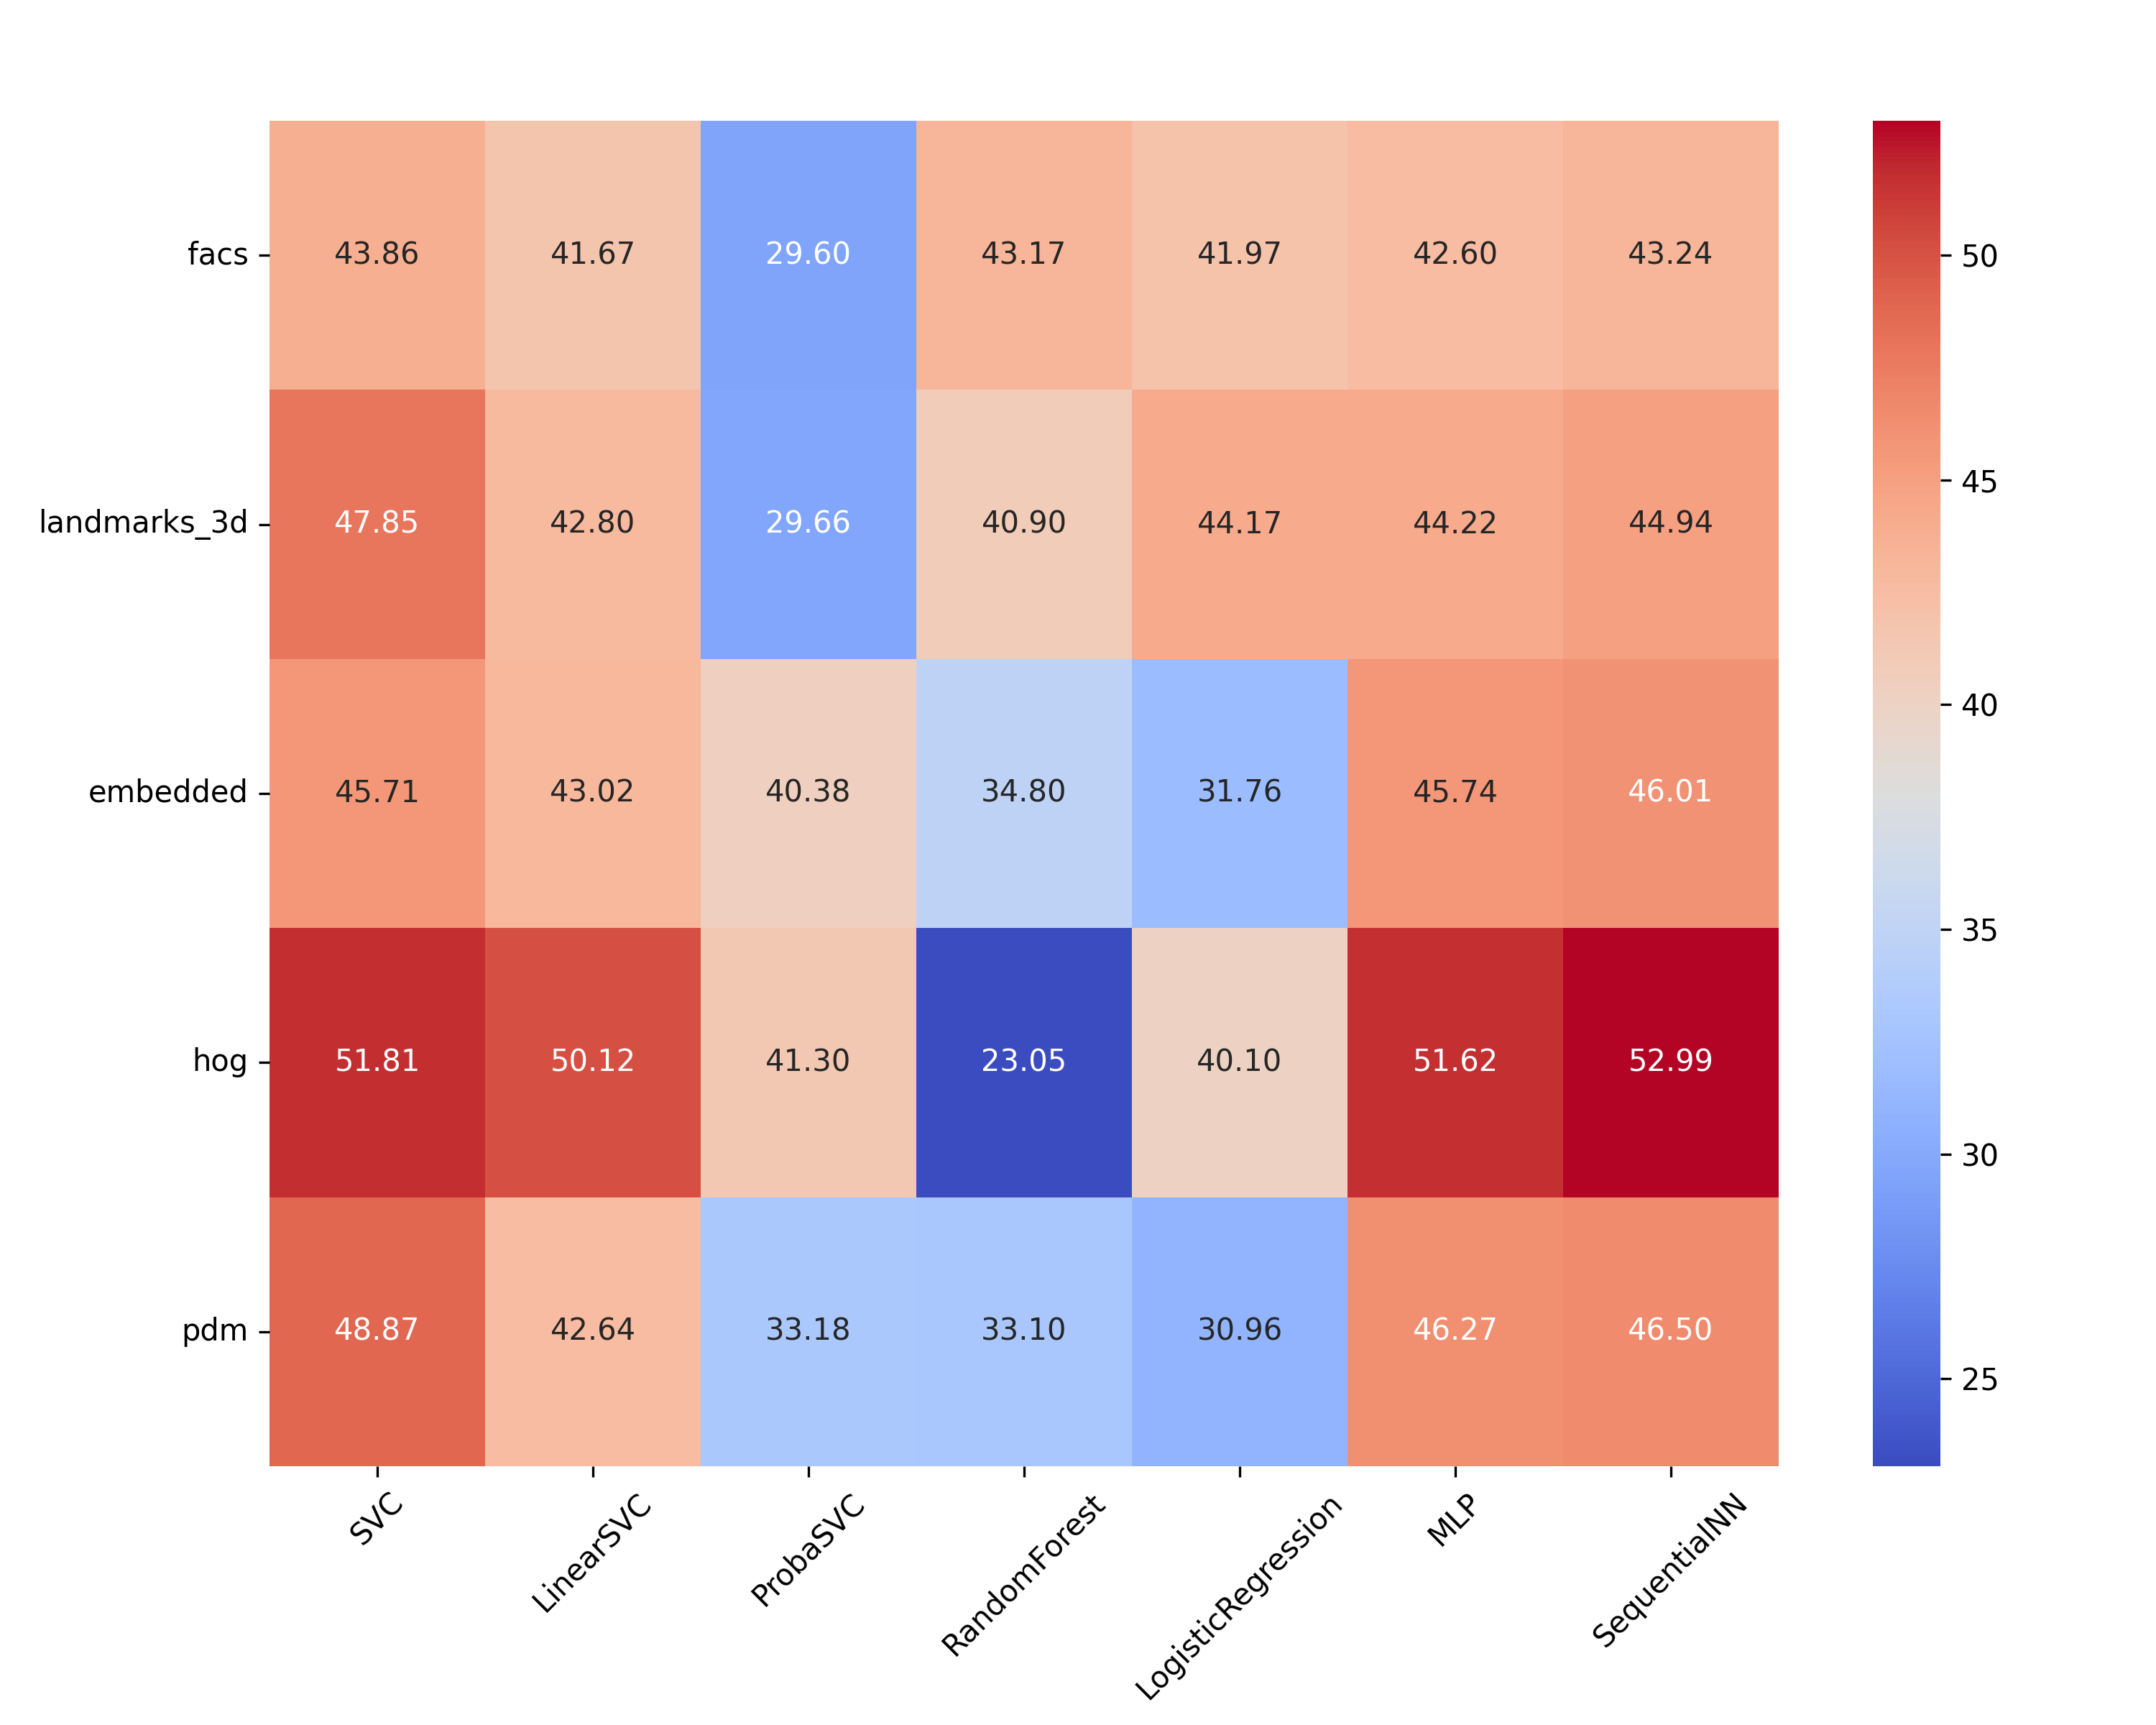 facs 43.86 41.67 29.60 43.17 41.97 42.60 43.24
landmarks_3d 47.85 42.80 29.66 40.90 44.17 44.22 44.94
embedded 45.71 43.02 40.38 34.80 31.76 45.74 46.01
hog 51.81 50.12 41.30 23.05 40.10 51.62 52.99
pdm 48.87 42.64 33.18 33.10 30.96 46.27 46.50
SVC LinearSVC ProbaSVC RandomForest LogisticRegression MLP SequentialNN
50
45
40
35
30
25